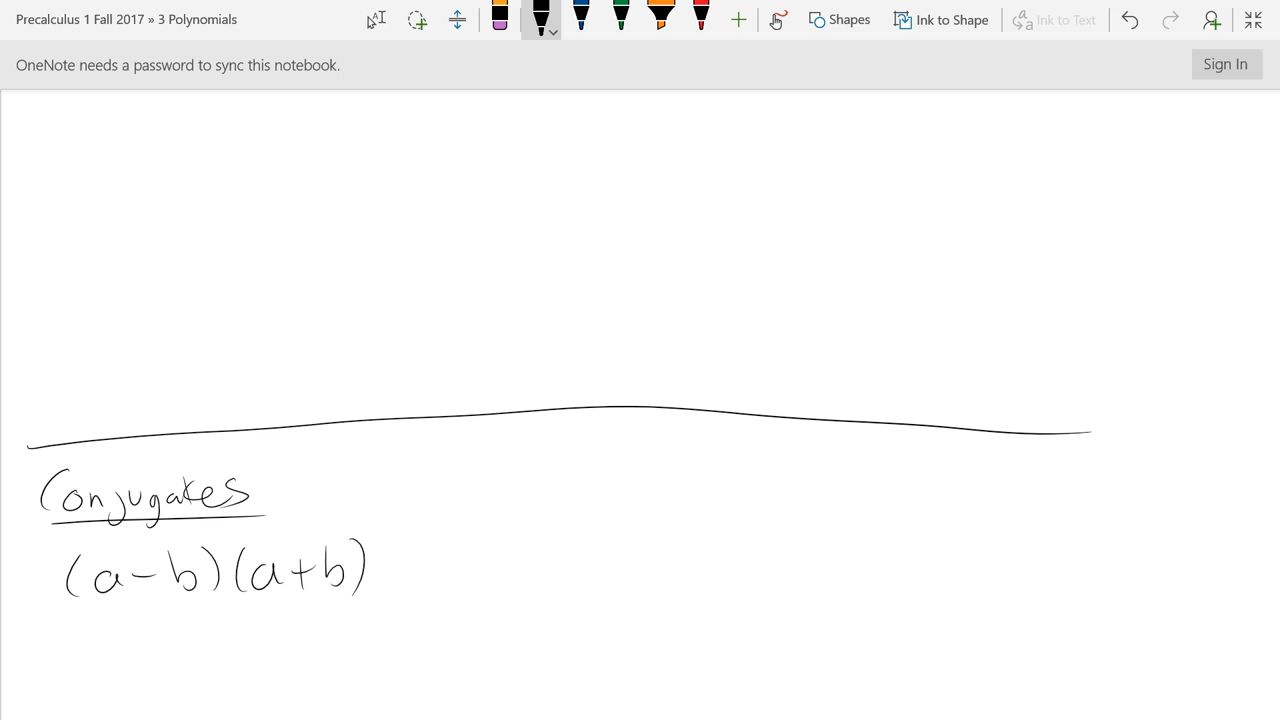 Precalculus 1 Fall 2017 » 3 Polynomials
Shapes
Ink to Shape
Ink to Text
OneNote needs a password to sync this notebook.
Sign In
Conjugates
(a-b)(a+b)